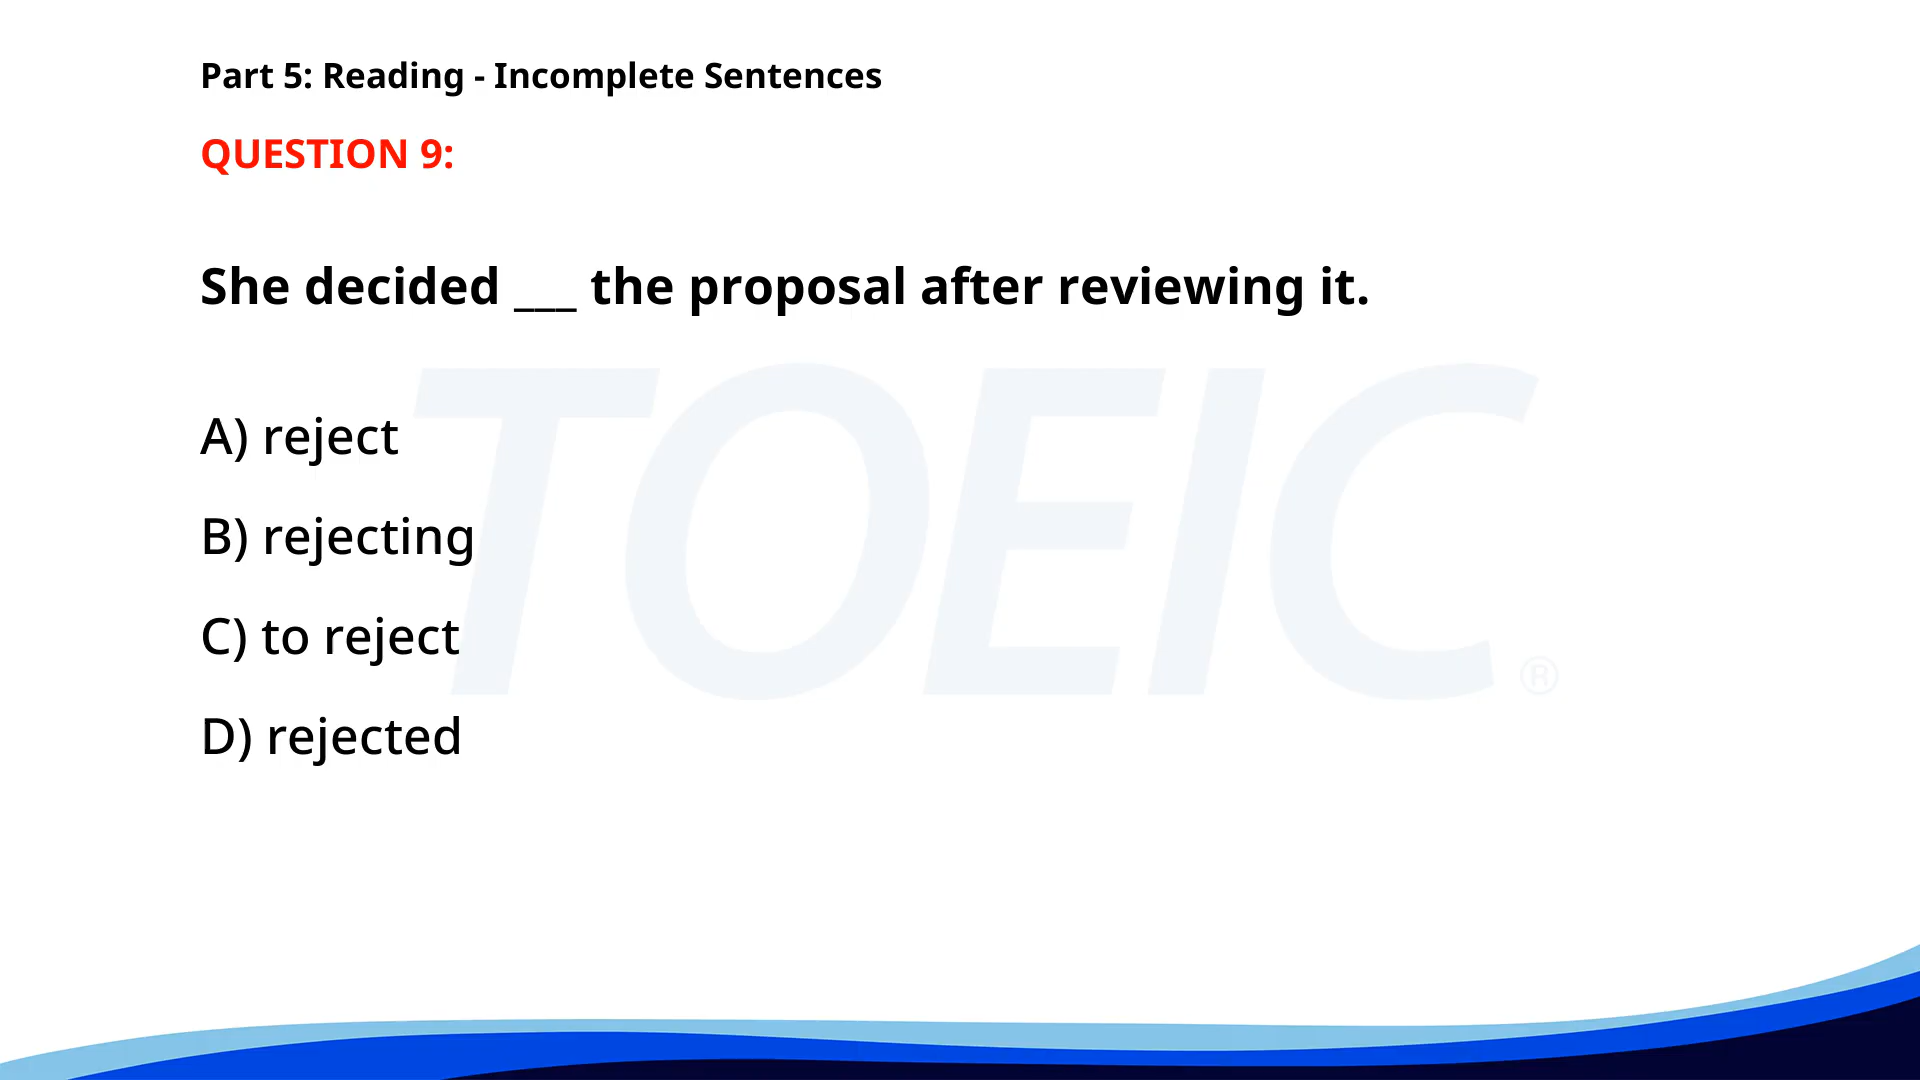 Part 5: Reading - Incomplete Sentences
QUESTION 9:
She decided ___ the proposal after reviewing it.
TOEIC®
A) reject
B) rejecting
C) to reject
D) rejected